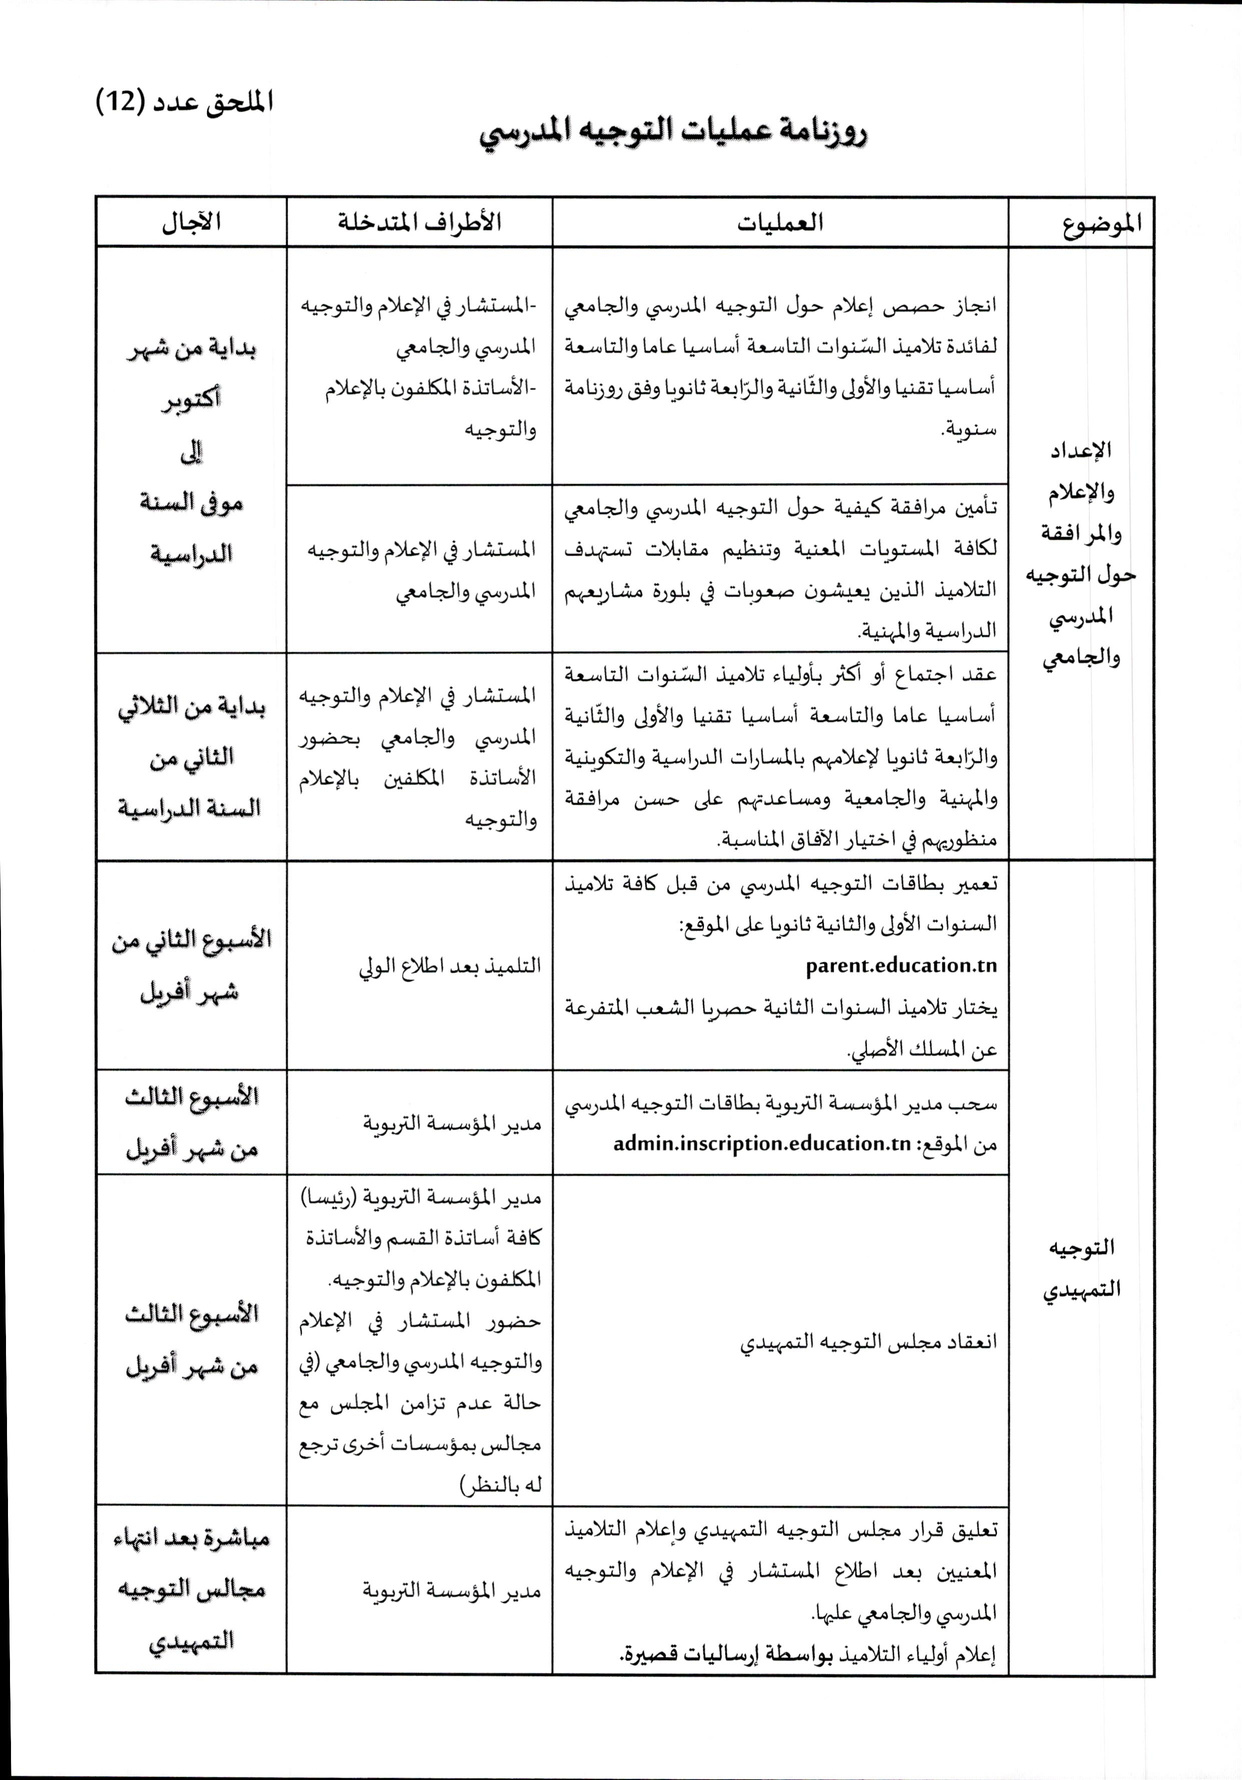 الملحق عدد (12)
روزنامة عمليات التوجيه المدرسي
الموضوع
العمليات
الأطراف المتدخلة
الآجال
الإعداد
والإعلام
والمرافقة
حول التوجيه
المدرسي
والجامعي
انجاز حصص إعلام حول التوجيه المدرسي والجامعي
لفائدة تلاميذ السّنوات التاسعة أساسيا عاما والتاسعة
أساسيا تقنيا والأولى والثّانية والرّابعة ثانويا وفق روزنامة
سنوية.
-المستشار في الإعلام والتوجيه
المدرسي والجامعي
-الأساتذة المكلفون بالإعلام
والتوجيه
بداية من شهر
أكتوبر
إلى
موفى السنة
الدراسية
تأمين مرافقة كيفية حول التوجيه المدرسي والجامعي
لكافة المستويات المعنية وتنظيم مقابلات تستهدف
التلاميذ الذين يعيشون صعوبات في بلورة مشاريعهم
الدراسية والمهنية.
المستشار في الإعلام والتوجيه
المدرسي والجامعي
عقد اجتماع أو أكثر بأولياء تلاميذ السّنوات التاسعة
أساسيا عاما والتاسعة أساسيا تقنيا والأولى والثّانية
والرّابعة ثانويا لإعلامهم بالمسارات الدراسية والتكوينية
والمهنية والجامعية ومساعدتهم على حسن مرافقة
منظوريهم في اختيار الآفاق المناسبة.
المستشار في الإعلام والتوجيه
المدرسي والجامعي بحضور
الأساتذة المكلفين بالإعلام
والتوجيه
بداية من الثلاثي
الثاني من
السنة الدراسية
التوجيه
التمهيدي
تعمير بطاقات التوجيه المدرسي من قبل كافة تلاميذ
السنوات الأولى والثانية ثانويا على الموقع:
parent.education.tn
يختار تلاميذ السنوات الثانية حصريا الشعب المتفرعة
عن المسلك الأصلي.
التلميذ بعد اطلاع الولي
الأسبوع الثاني من
شهر أفريل
سحب مدير المؤسسة التربوية بطاقات التوجيه المدرسي
من الموقع: admin.inscription.education.tn
مدير المؤسسة التربوية
الأسبوع الثالث
من شهر أفريل
انعقاد مجلس التوجيه التمهيدي
مدير المؤسسة التربوية (رئيسا)
كافة أساتذة القسم والأساتذة
المكلفون بالإعلام والتوجيه.
حضور المستشار في الإعلام
والتوجيه المدرسي والجامعي (في
حالة عدم تزامن المجلس مع
مجالس بمؤسسات أخرى ترجع
له بالنظر)
الأسبوع الثالث
من شهر أفريل
تعليق قرار مجلس التوجيه التمهيدي وإعلام التلاميذ
المعنيين بعد اطلاع المستشار في الإعلام والتوجيه
المدرسي والجامعي عليها.
إعلام أولياء التلاميذ بواسطة إرساليات قصيرة.
مدير المؤسسة التربوية
مباشرة بعد انتهاء
مجالس التوجيه
التمهيدي